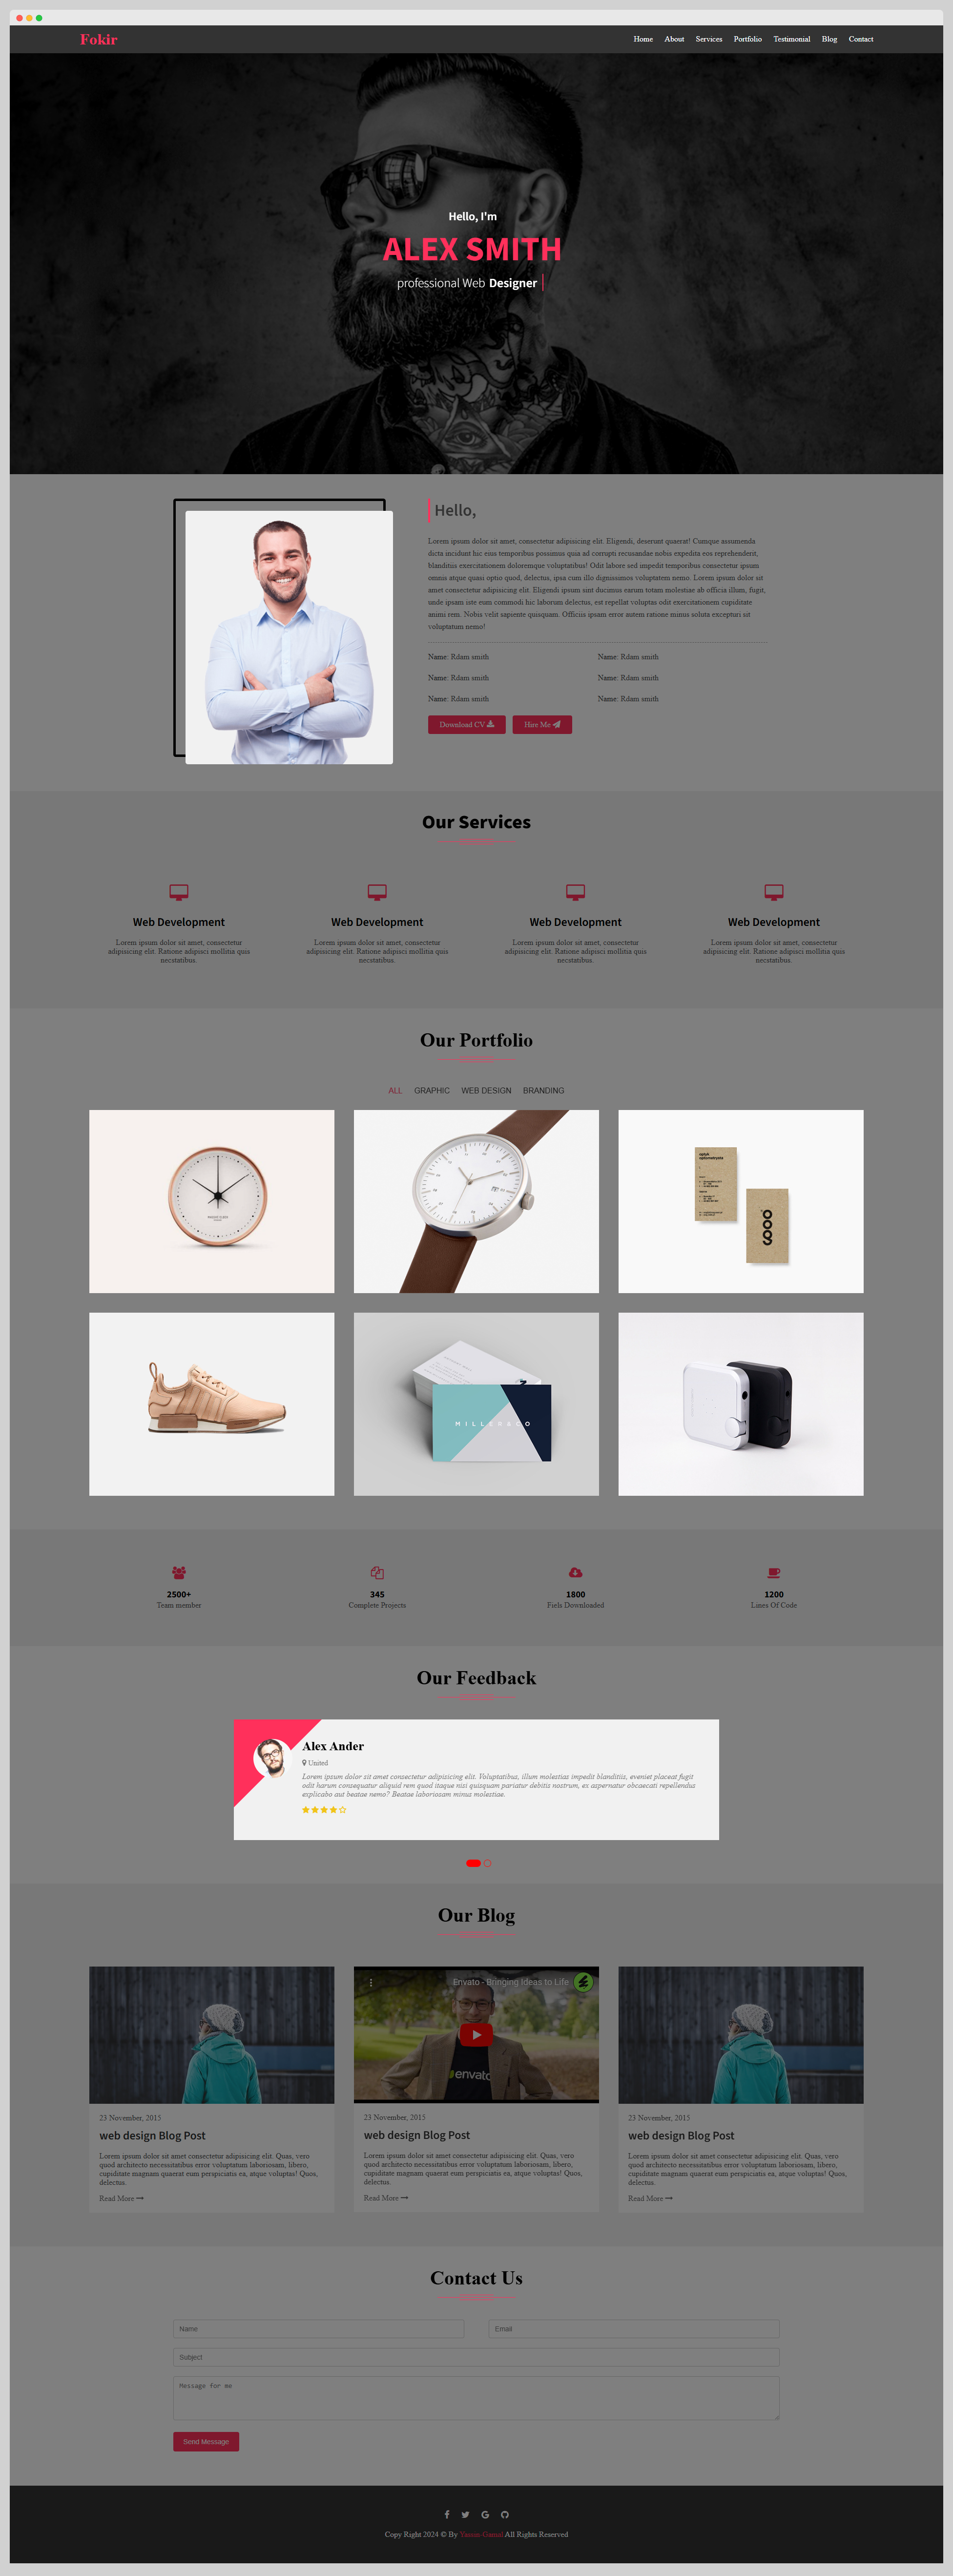 Fokir
Home About Services Portfolio Testimonial Blog Contact
Hello, I'm
ALEX SMITH
professional Web Designer
Hello,
Lorem ipsum dolor sit amet, consectetur adipisicing elit. Eligendi, deserunt quaerat! Cumque assumenda
dicta incidunt hic eius temporibus possimus quia ad corrupti recusandae nobis expedita eos reprehenderit,
blanditiis exercitationem doloremque voluptatibus! Odit labore sed impedit temporibus consectetur ipsum
omnis atque quasi optio quod, delectus, ipsa cum illo dignissimos voluptatem nemo. Lorem ipsum dolor sit
amet consectetur adipisicing elit. Eligendi ipsum sint ducimus earum totam molestiae ab officia illum, fugit,
unde ipsam iste eum commodi hic laborum delectus, est repellat voluptas odit exercitationem cupiditate
animi rem. Nobis velit sapiente quisquam. Officiis ipsam error autem ratione minus soluta excepturi sit
voluptatum nemo!
Name: Rdam smith Name: Rdam smith
Name: Rdam smith Name: Rdam smith
Name: Rdam smith Name: Rdam smith
Download CV Hire Me
Our Services
Web Development Web Development Web Development Web Development
Lorem ipsum dolor sit amet, consectetur Lorem ipsum dolor sit amet, consectetur Lorem ipsum dolor sit amet, consectetur Lorem ipsum dolor sit amet, consectetur
adipisicing elit. Ratione adipisci mollitia quis adipisicing elit. Ratione adipisci mollitia quis adipisicing elit. Ratione adipisci mollitia quis adipisicing elit. Ratione adipisci mollitia quis
necstatibus. necstatibus. necstatibus. necstatibus.
Our Portfolio
ALL GRAPHIC WEB DESIGN BRANDING
optyk
optometrysta
MILLER&CO
2500+ 345 1800 1200
Team member Complete Projects Fiels Downloaded Lines Of Code
Our Feedback
Alex Ander
United
Lorem ipsum dolor sit amet consectetur adipisicing elit. Voluptatibus, illum molestias impedit blanditiis, eveniet placeat fugit
odit harum consequatur aliquid rem quod itaque nisi quisquam pariatur debitis nostrum, ex aspernatur obcaecati repellendus
explicabo aut beatae nemo? Beatae laboriosam minus molestiae.
Our Blog
Envato - Bringing Ideas to Life
envato
23 November, 2015 23 November, 2015 23 November, 2015
web design Blog Post web design Blog Post web design Blog Post
Lorem ipsum dolor sit amet consectetur adipisicing elit. Quas, vero Lorem ipsum dolor sit amet consectetur adipisicing elit. Quas, vero Lorem ipsum dolor sit amet consectetur adipisicing elit. Quas, vero
quod architecto necessitatibus error voluptatum laboriosam, libero, quod architecto necessitatibus error voluptatum laboriosam, libero, quod architecto necessitatibus error voluptatum laboriosam, libero,
cupiditate magnam quaerat eum perspiciatis ea, atque voluptas! Quos, cupiditate magnam quaerat eum perspiciatis ea, atque voluptas! Quos, cupiditate magnam quaerat eum perspiciatis ea, atque voluptas! Quos,
delectus. delectus. delectus.
Read More Read More Read More
Contact Us
Name Email
Subject
Message for me
Send Message
Copy Right 2024 © By Yassin Gamal All Rights Reserved